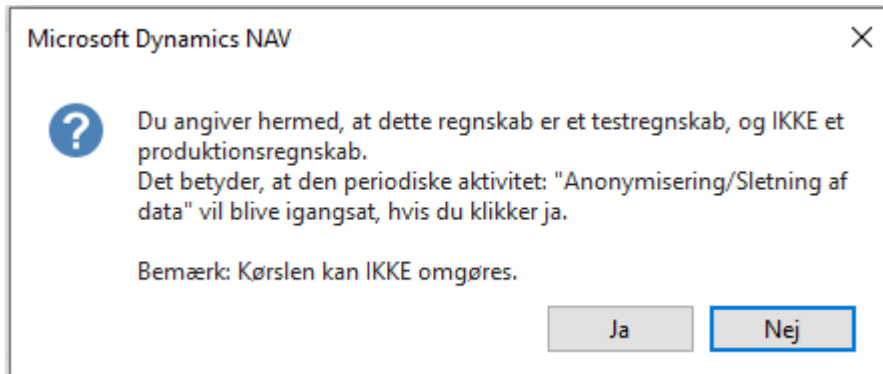 Microsoft Dynamics NAV
Du angiver hermed, at dette regnskab er et testregnskab, og IKKE et
produktionsregnskab.
Det betyder, at den periodiske aktivitet: "Anonymisering/Sletning af
data" vil blive igangsat, hvis du klikker ja.
Bemærk: Kørslen kan IKKE omgøres.
Ja
Nej